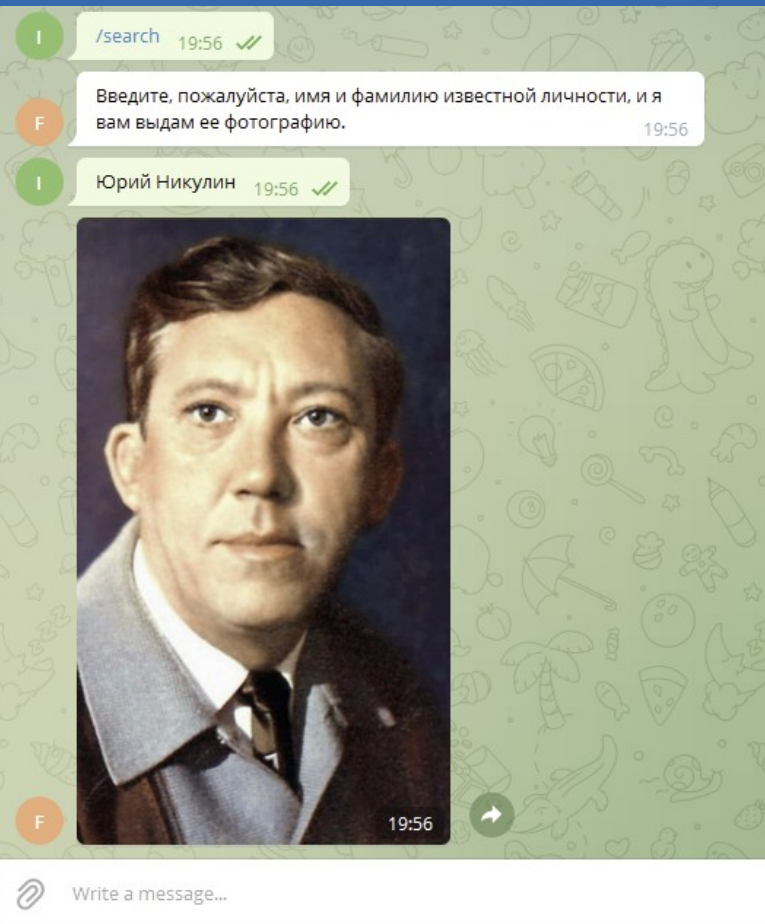 I
/search 19:56
Введите, пожалуйста, имя и фамилию известной личности, и я
вам выдам ее фотографию.
F
19:56
I
Юрий Никулин 19:56
F
19:56
Write a message...